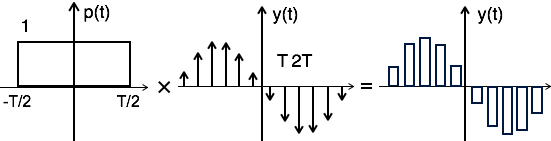 p(t)
1
-T/2
T/2
×
y(t)
T 2T
=
y(t)